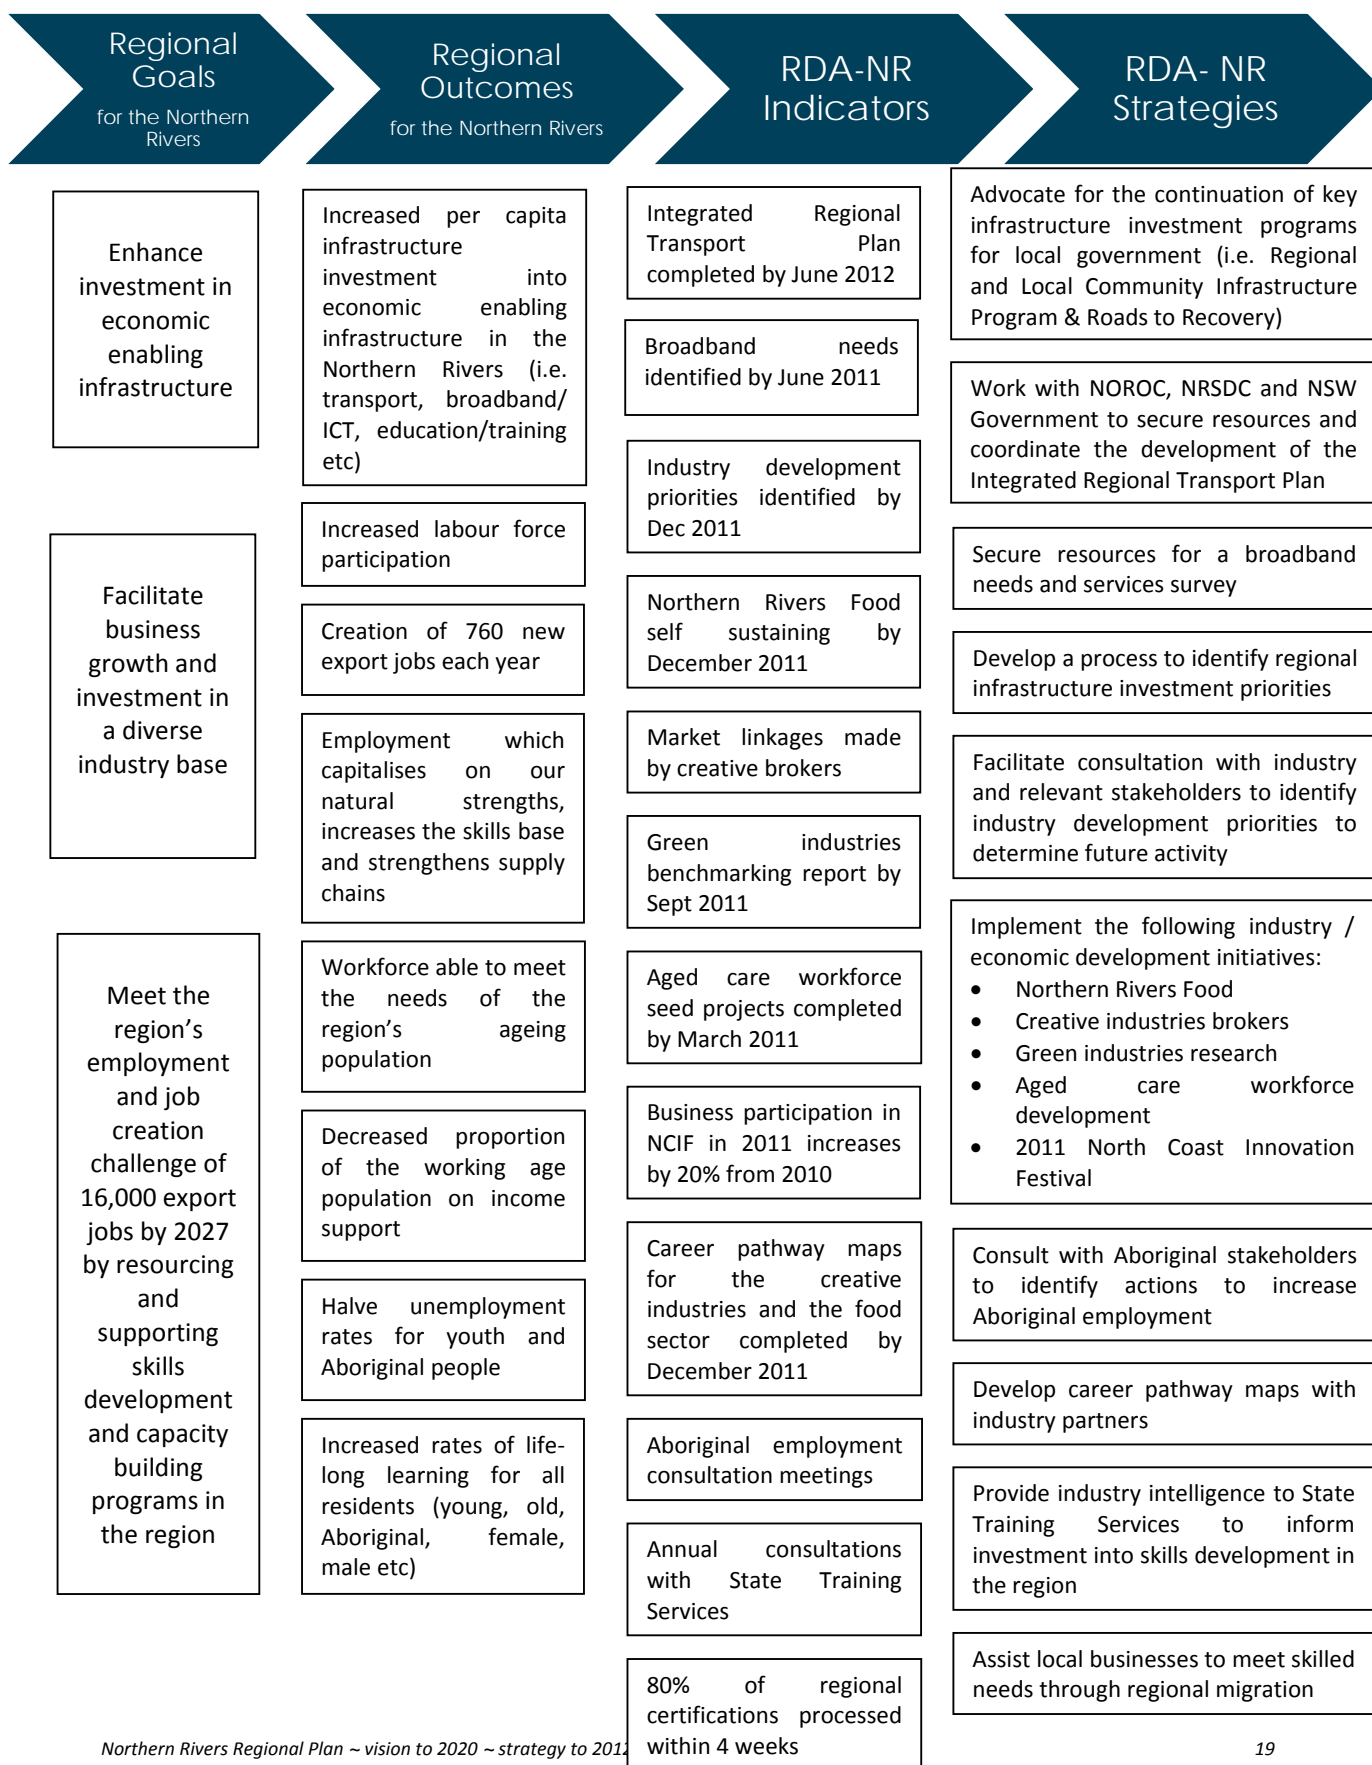 Regional
Goals
for the Northern
Rivers
Regional
Outcomes
for the Northern Rivers
RDA-NR
Indicators
RDA- NR
Strategies
Enhance
investment in
economic
enabling
infrastructure
Facilitate
business
growth and
investment in
a diverse
industry base
Meet the
region’s
employment
and job
creation
challenge of
16,000 export
jobs by 2027
by resourcing
and
supporting
skills
development
and capacity
building
programs in
the region
Increased per capita
infrastructure
investment into
economic enabling
infrastructure in the
Northern Rivers (i.e.
transport, broadband/
ICT, education/training
etc)
Increased labour force
participation
Creation of 760 new
export jobs each year
Employment which
capitalises on our
natural strengths,
increases the skills base
and strengthens supply
chains
Workforce able to meet
the needs of the
region’s ageing
population
Decreased proportion
of the working age
population on income
support
Halve unemployment
rates for youth and
Aboriginal people
Increased rates of life-
long learning for all
residents (young, old,
Aboriginal, female,
male etc)
Integrated Regional
Transport Plan
completed by June 2012
Broadband needs
identified by June 2011
Industry development
priorities identified by
Dec 2011
Northern Rivers Food
self sustaining by
December 2011
Market linkages made
by creative brokers
Green industries
benchmarking report by
Sept 2011
Aged care workforce
seed projects completed
by March 2011
Business participation in
NCIF in 2011 increases
by 20% from 2010
Career pathway maps
for the creative
industries and the food
sector completed by
December 2011
Aboriginal employment
consultation meetings
Annual consultations
with State Training
Services
80% of regional
certifications processed
within 4 weeks
Advocate for the continuation of key
infrastructure investment programs
for local government (i.e. Regional
and Local Community Infrastructure
Program & Roads to Recovery)
Work with NOROC, NRSDC and NSW
Government to secure resources and
coordinate the development of the
Integrated Regional Transport Plan
Secure resources for a broadband
needs and services survey
Develop a process to identify regional
infrastructure investment priorities
Facilitate consultation with industry
and relevant stakeholders to identify
industry development priorities to
determine future activity
Implement the following industry /
economic development initiatives:
• Northern Rivers Food
• Creative industries brokers
• Green industries research
• Aged care workforce
development
• 2011 North Coast Innovation
Festival
Consult with Aboriginal stakeholders
to identify actions to increase
Aboriginal employment
Develop career pathway maps with
industry partners
Provide industry intelligence to State
Training Services to inform
investment into skills development in
the region
Assist local businesses to meet skilled
needs through regional migration
Northern Rivers Regional Plan ~ vision to 2020 ~ strategy to 2012
19